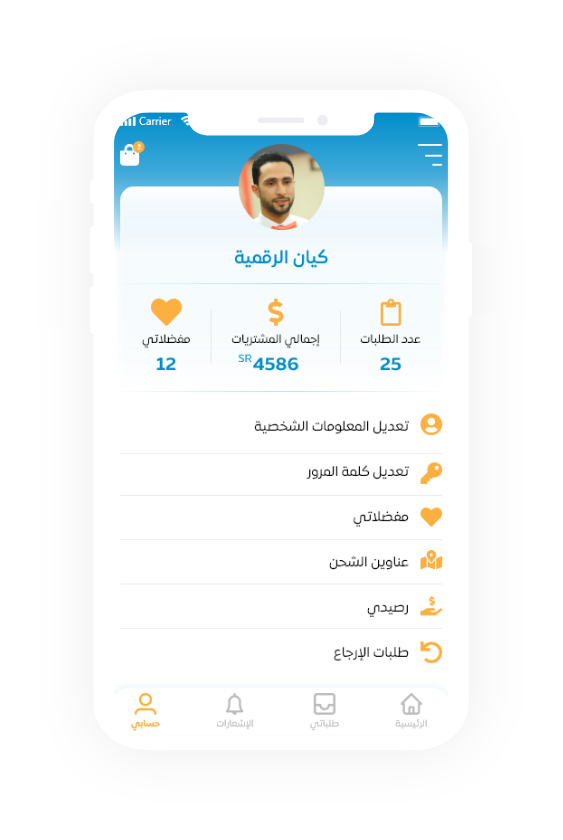 Carrier
2
كيان الرقمية
عدد الطلبات
25
إجمالي المشتريات
4586 SR
مفضلاتي
12
تعديل المعلومات الشخصية
تعديل كلمة المرور
مفضلاتي
عناوين الشحن
رصيدي
طلبات الإرجاع
الرئيسية
طلباتي
الإشعارات
حسابي